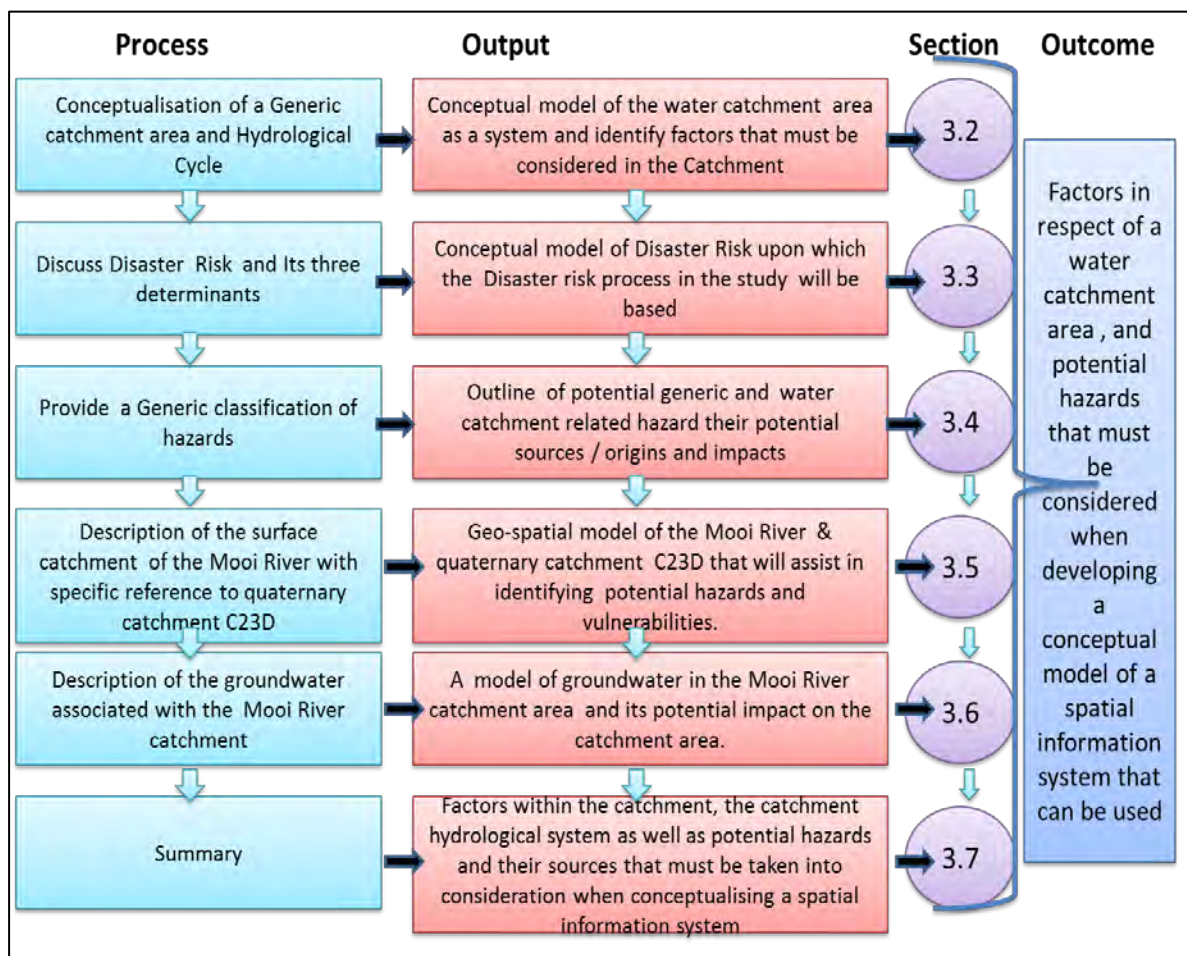 Process
Output
Section
Outcome
Conceptualisation of a Generic
catchment area and Hydrological
Cycle
Conceptual model of the water catchment area
as a system and identify factors that must be
considered in the Catchment
3.2
Discuss Disaster Risk and Its three
determinants
Conceptual model of Disaster Risk upon which
the Disaster risk process in the study will be
based
3.3
Provide a Generic classification of
hazards
Outline of potential generic and water
catchment related hazard their potential
sources / origins and impacts
3.4
Description of the surface
catchment of the Mooi River with
specific reference to quaternary
catchment C23D
Geo-spatial model of the Mooi River &
quaternary catchment C23D that will assist in
identifying potential hazards and
vulnerabilities.
3.5
Description of the groundwater
associated with the Mooi River
catchment
A model of groundwater in the Mooi River
catchment area and its potential impact on the
catchment area.
3.6
Summary
Factors within the catchment, the catchment
hydrological system as well as potential hazards
and their sources that must be taken into
consideration when conceptualising a spatial
information system
3.7
Factors in
respect of a
water
catchment
area , and
potential
hazards
that must
be
considered
when
developing
a
conceptual
model of a
spatial
information
system that
can be used